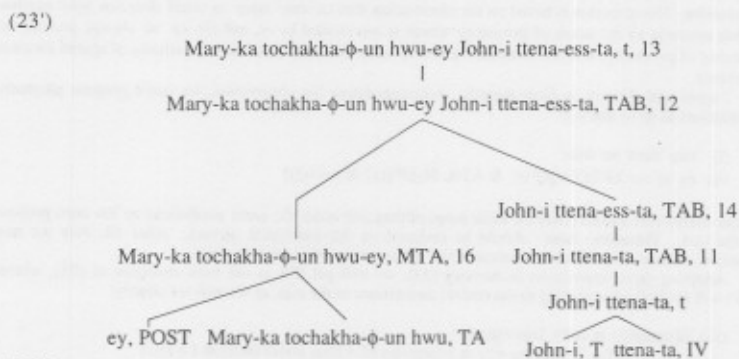 (23')
Mary-ka tochakha-ϕ-un hwu-ey John-i ttena-ess-ta, t, 13
Mary-ka tochakha-ϕ-un hwu-ey John-i ttena-ess-ta, TAB, 12
John-i ttena-ess-ta, TAB, 14
Mary-ka tochakha-ϕ-un hwu-ey, MTA, 16 John-i ttena-ta, TAB, 11
John-i ttena-ta, t
ey, POST Mary-ka tochakha-ϕ-un hwu, TA John-i, T ttena-ta, IV